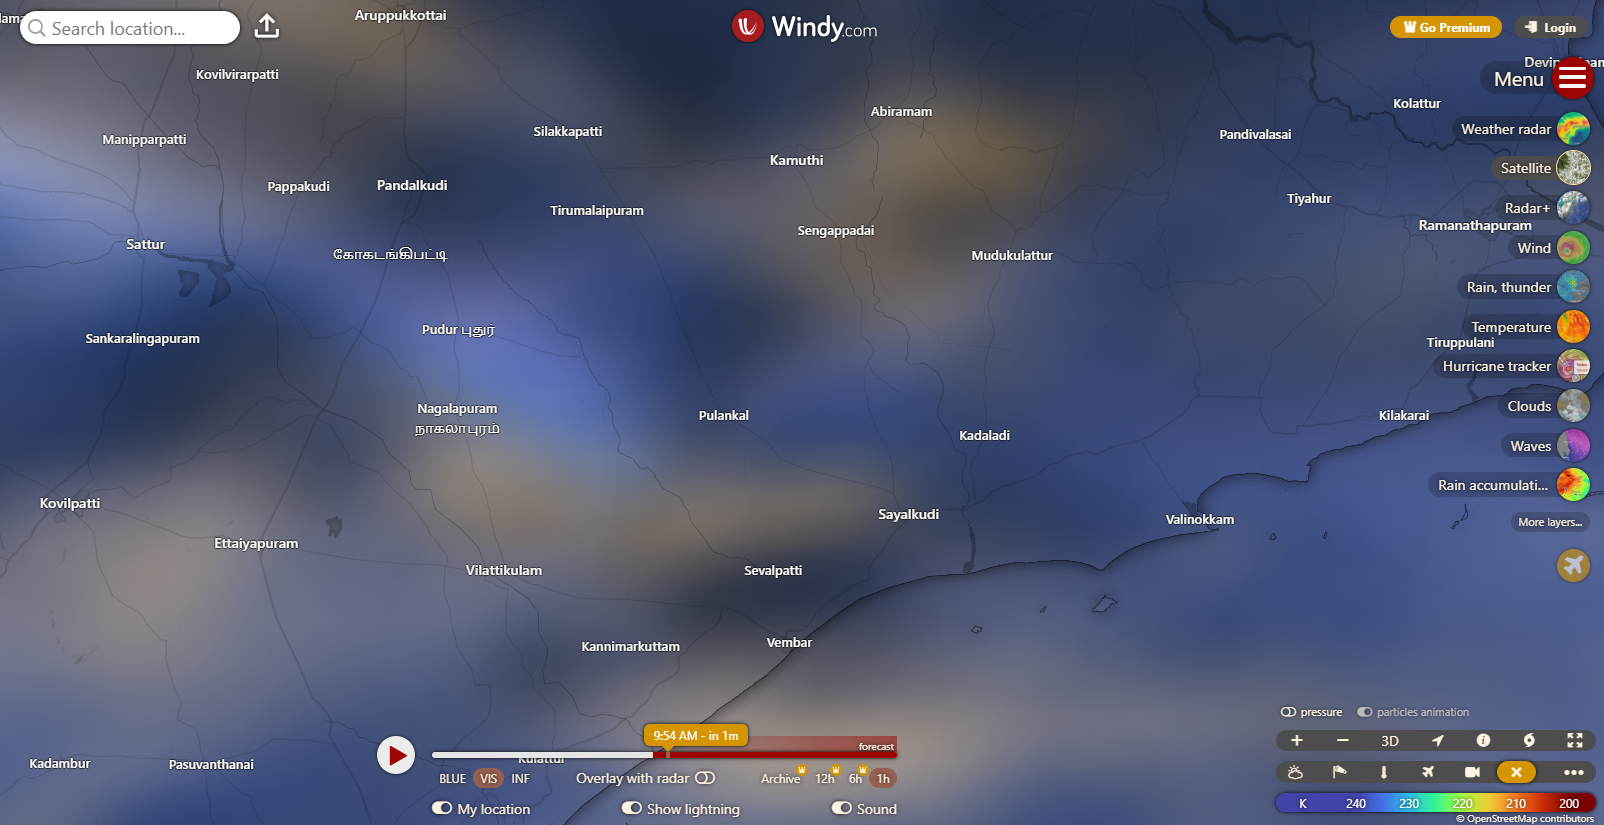 Aruppukkottai
Search location...
Windy.com
Go Premium
Login
Kovilvirarpatti
Menu
Abiramam
Kolattur
Silakkapatti
Weather radar
Manipparpatti
Pandivalasai
Kamuthi
Satellite
Pappakudi
Pandalkudi
Tiyahur
Radar+
Tirumalaipuram
Sengappadai
Ramanathapuram
Sattur
கோகடங்கிபட்டி
Mudukulattur
Wind
Rain, thunder
Pudur புதுர்
Temperature
Sankaralingapuram
Tiruppulani
Hurricane tracker
Nagalapuram
நாகலாபுரம்
Pulankal
Kilakarai
Clouds
Kadaladi
Waves
Rain accumulati...
Kovilpatti
Sayalkudi
Valinokkam
More layers...
Ettaiyapuram
Vilattikulam
Sevalpatti
Kannimarkuttam
Vembar
pressure
particles animation
9:54 AM - in 1m
forecast
3D
Kadambur
Pasuvanthanai
Kulattur
BLUE VIS INF
Overlay with radar
Archive 12h 6h 1h
My location
Show lightning
Sound
K 240 230 220 210 200
© OpenStreetMap contributors